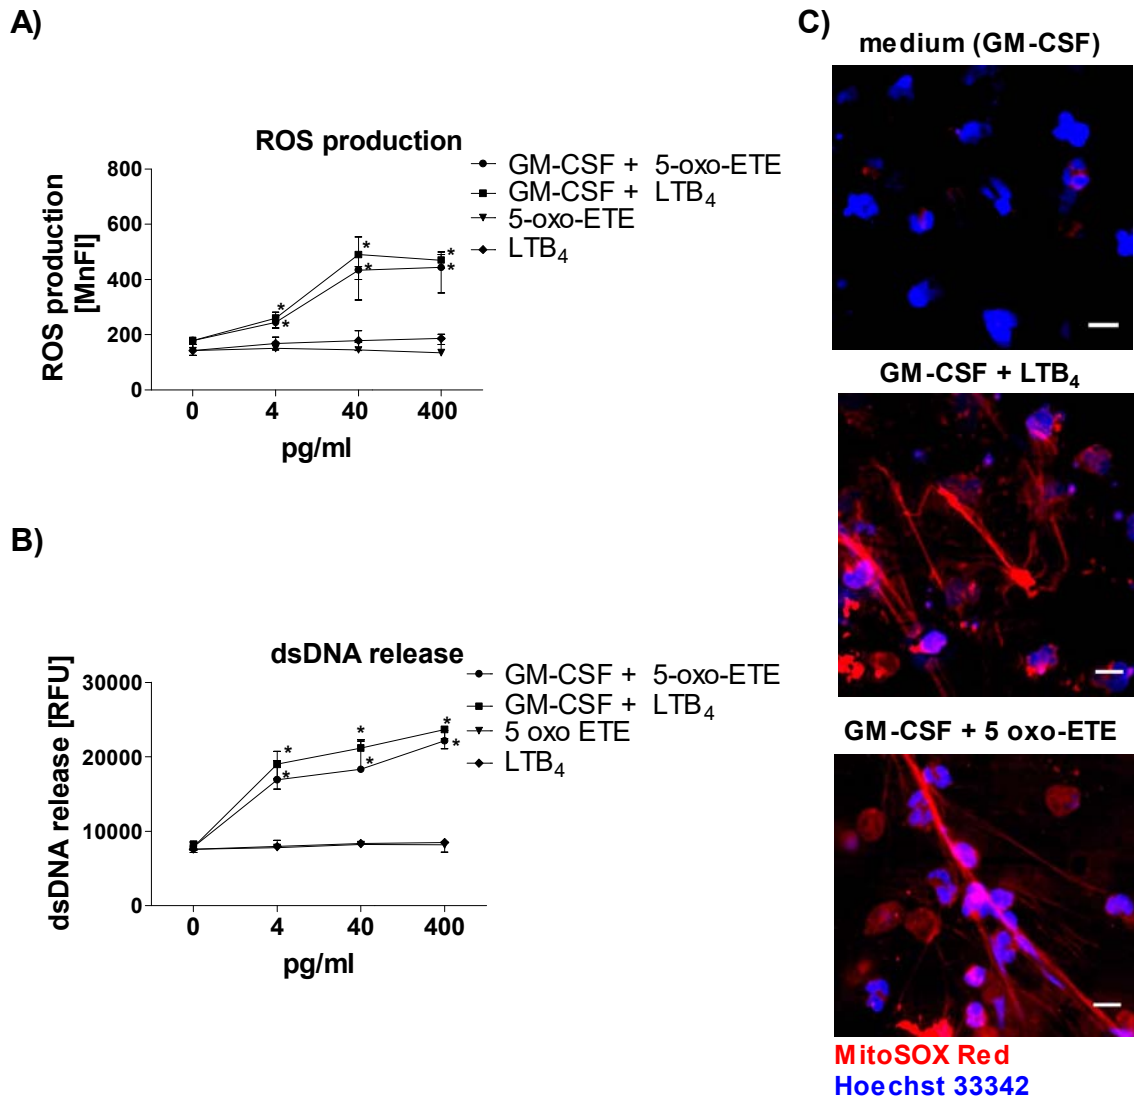 A)
ROS production
GM-CSF + 5-oxo-ETE
GM-CSF + LTB4
5-oxo-ETE
LTB4
ROS production
[MnFI]
800
600
400
200
0
* * * * * *
0 4 40 400
pg/ml
B)
dsDNA release
GM-CSF + 5-oxo-ETE
GM-CSF + LTB4
5 oxo ETE
LTB4
dsDNA release [RFU]
30000
20000
10000
0
* * * * * *
0 4 40 400
pg/ml
C)
medium (GM-CSF)
GM-CSF + LTB4
GM-CSF + 5 oxo-ETE
MitoSOX Red
Hoechst 33342